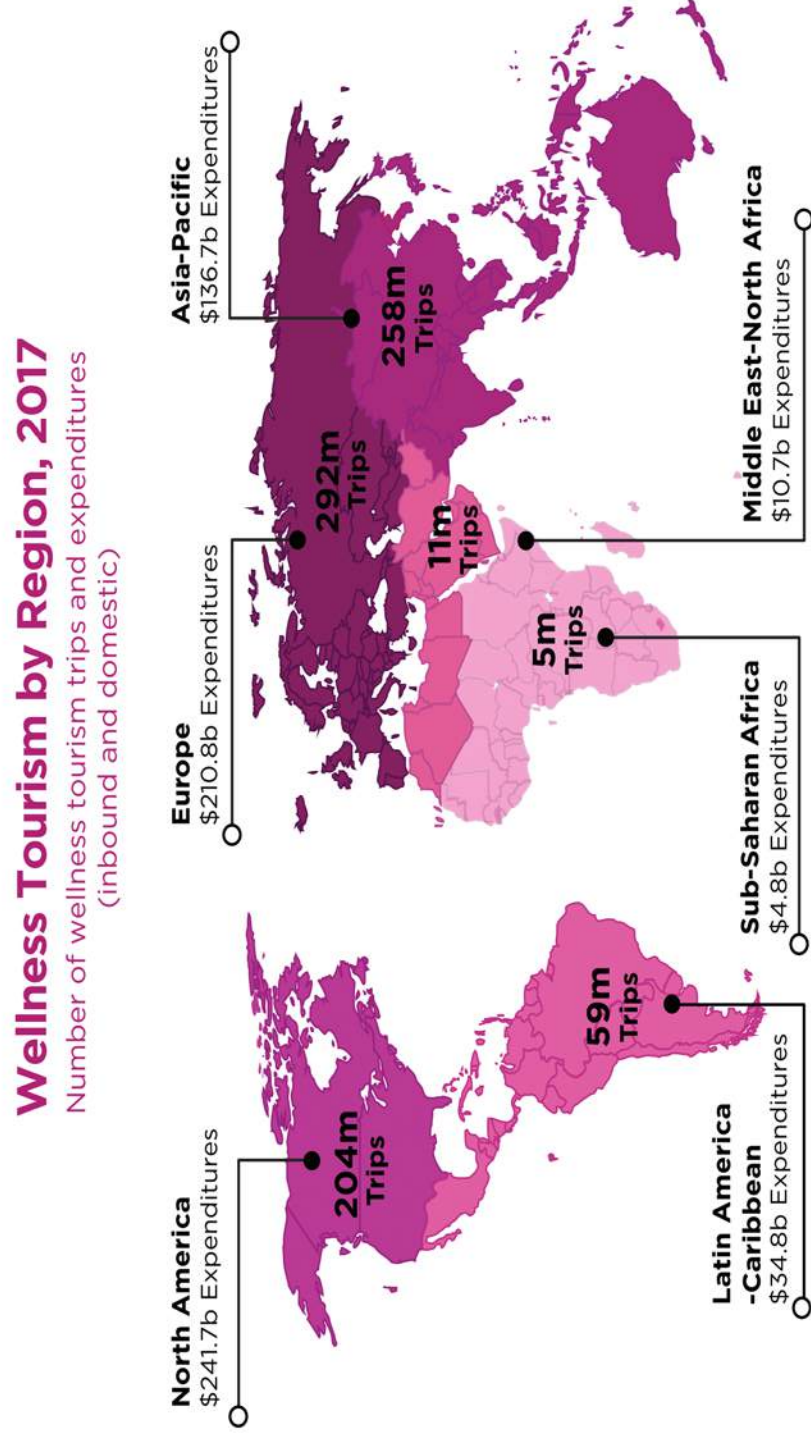 Wellness Tourism by Region, 2017
Number of wellness tourism trips and expenditures
(inbound and domestic)
North America
$241.7b Expenditures
Europe
$210.8b Expenditures
Asia-Pacific
$136.7b Expenditures
204m
Trips
292m
Trips
258m
Trips
11m
Trips
59m
Trips
5m
Trips
Latin America
-Caribbean
$34.8b Expenditures
Sub-Saharan Africa
$4.8b Expenditures
Middle East-North Africa
$10.7b Expenditures